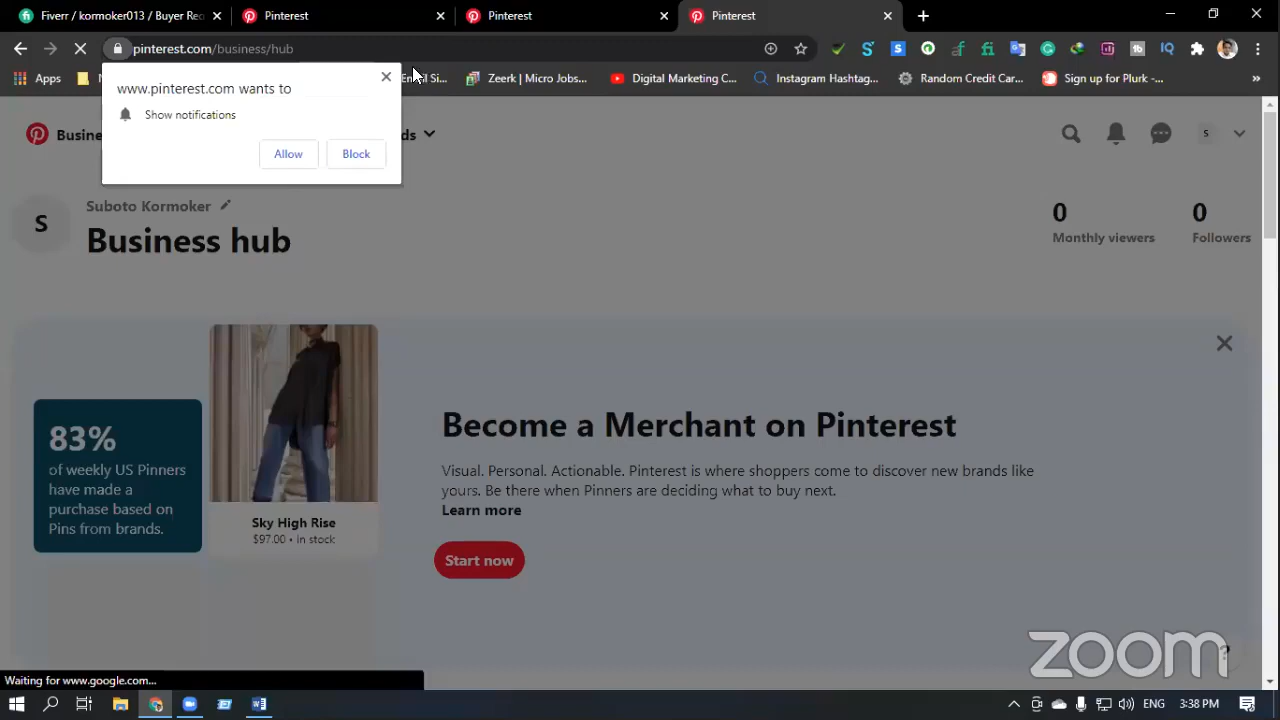 Fiverr / kormoker013 / Buyer Re
Pinterest
Pinterest
Pinterest
pinterest.com/business/hub
Apps
Zeerk | Micro Jobs...
Digital Marketing C...
Instagram Hashtag...
Random Credit Car...
Sign up for Plurk -...
www.pinterest.com wants to
Show notifications
Allow
Block
S
Suboto Kormoker
Business hub
0
Monthly viewers
0
Followers
83%
of weekly US Pinners
have made a
purchase based on
Pins from brands.
Sky High Rise
$97.00 • in stock
Become a Merchant on Pinterest
Visual. Personal. Actionable. Pinterest is where shoppers come to discover new brands like
yours. Be there when Pinners are deciding what to buy next.
Learn more
Start now
zoom
Waiting for www.google.com...
ENG
3:38 PM